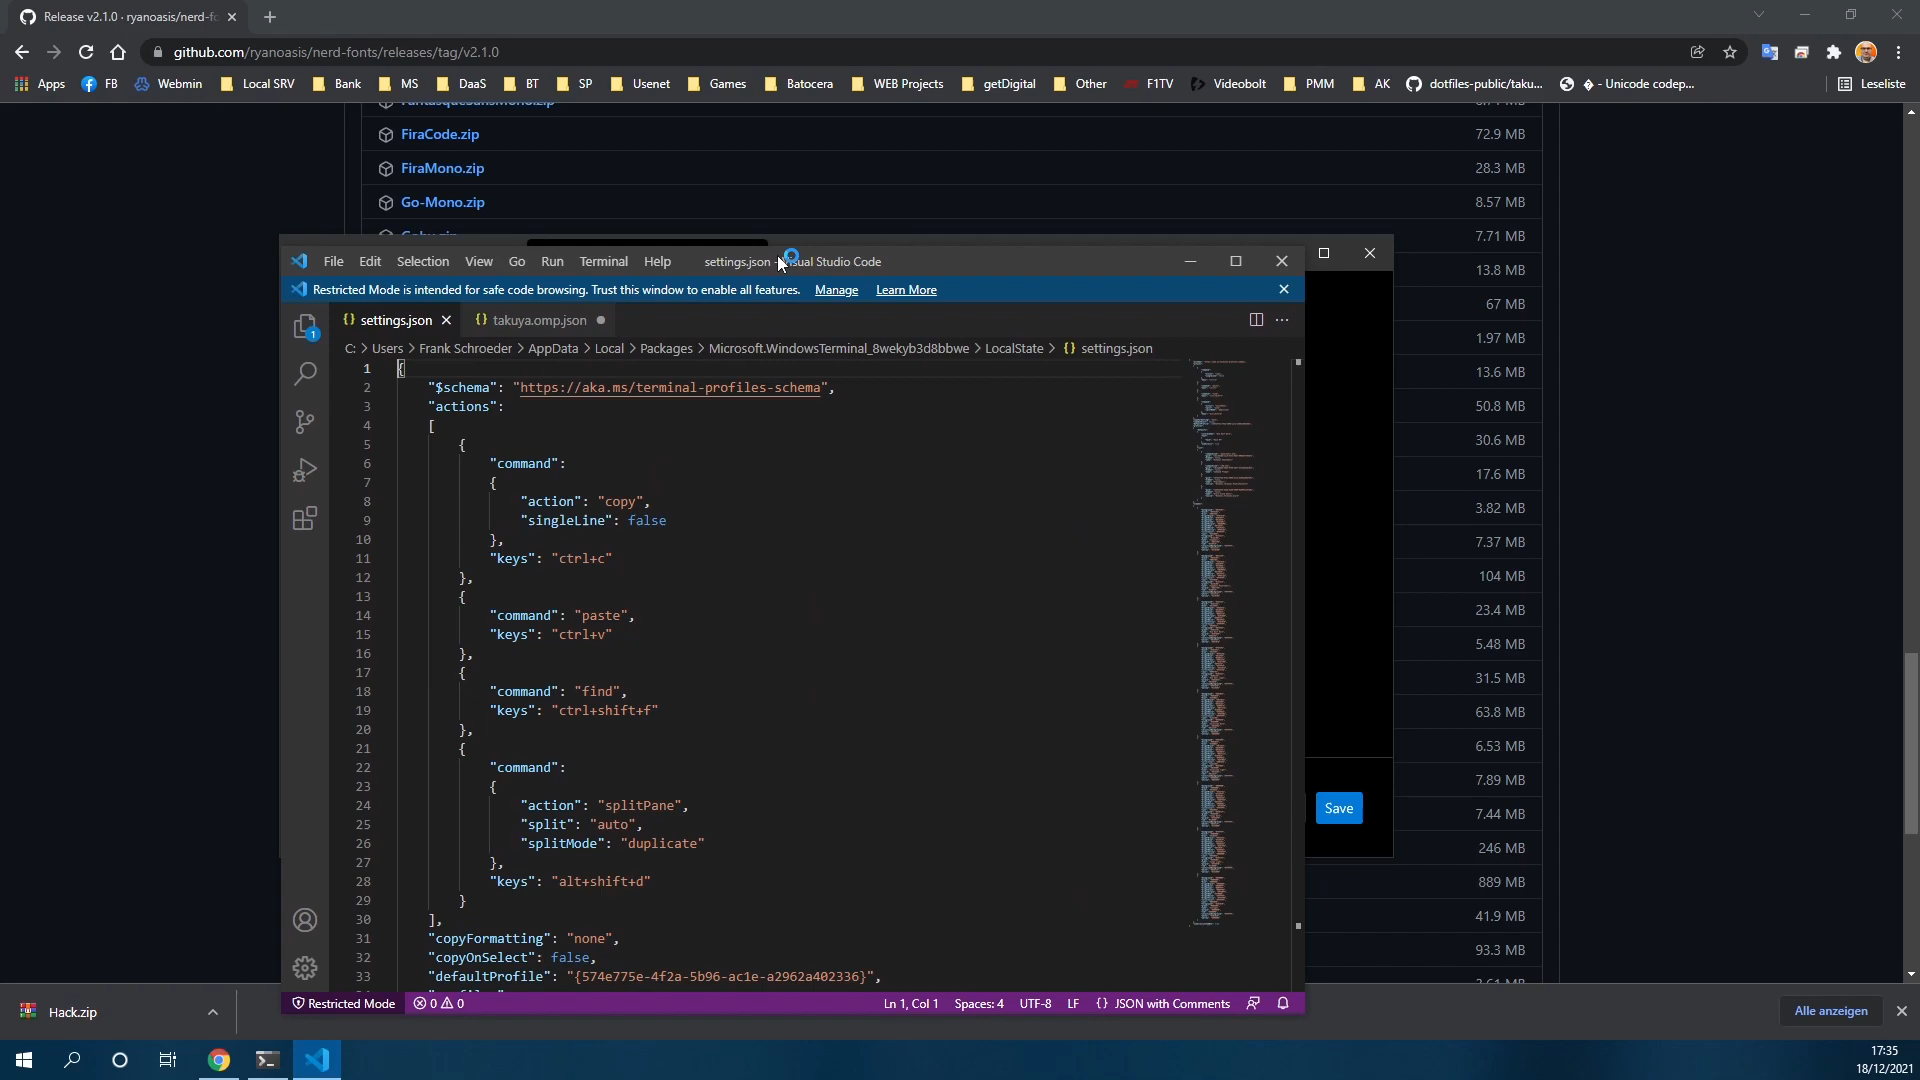 Release v2.1.0 · ryanoasis/nerd-fo
github.com/ryanoasis/nerd-fonts/releases/tag/v2.1.0
Apps FB Webmin Local SRV Bank MS DaaS BT SP Usenet Games Batocera WEB Projects getDigital Other F1TV Videobolt PMM AK dotfiles-public/taku... � - Unicode codep... Leseliste
FiraCode.zip 72.9 MB
FiraMono.zip 28.3 MB
Go-Mono.zip 8.57 MB
7.71 MB
File Edit Selection View Go Run Terminal Help settings.json - Visual Studio Code
13.8 MB
Restricted Mode is intended for safe code browsing. Trust this window to enable all features. Manage Learn More
67 MB
1
{} settings.json {} takuya.omp.json
1.97 MB
C: > Users > Frank Schroeder > AppData > Local > Packages > Microsoft.WindowsTerminal_8wekyb3d8bbwe > LocalState > {} settings.json
13.6 MB
1 {
2 "$schema": "https://aka.ms/terminal-profiles-schema",
3 "actions":
50.8 MB
4 [
30.6 MB
5 {
6 "command":
17.6 MB
7 {
8 "action": "copy",
3.82 MB
9 "singleLine": false
10 },
7.37 MB
11 "keys": "ctrl+c"
12 },
104 MB
13 {
23.4 MB
14 "command": "paste",
15 "keys": "ctrl+v"
5.48 MB
16 },
17 {
31.5 MB
18 "command": "find",
19 "keys": "ctrl+shift+f"
63.8 MB
20 },
21 {
6.53 MB
22 "command":
7.89 MB
23 {
24 "action": "splitPane",
Save
7.44 MB
25 "split": "auto",
26 "splitMode": "duplicate"
246 MB
27 },
28 "keys": "alt+shift+d"
889 MB
29 }
41.9 MB
30 ],
31 "copyFormatting": "none",
93.3 MB
32 "copyOnSelect": false,
33 "defaultProfile": "{574e775e-4f2a-5b96-ac1e-a2962a402336}",
Restricted Mode 0 0 Ln 1, Col 1 Spaces: 4 UTF-8 LF {} JSON with Comments
Hack.zip
Alle anzeigen
17:35
18/12/2021